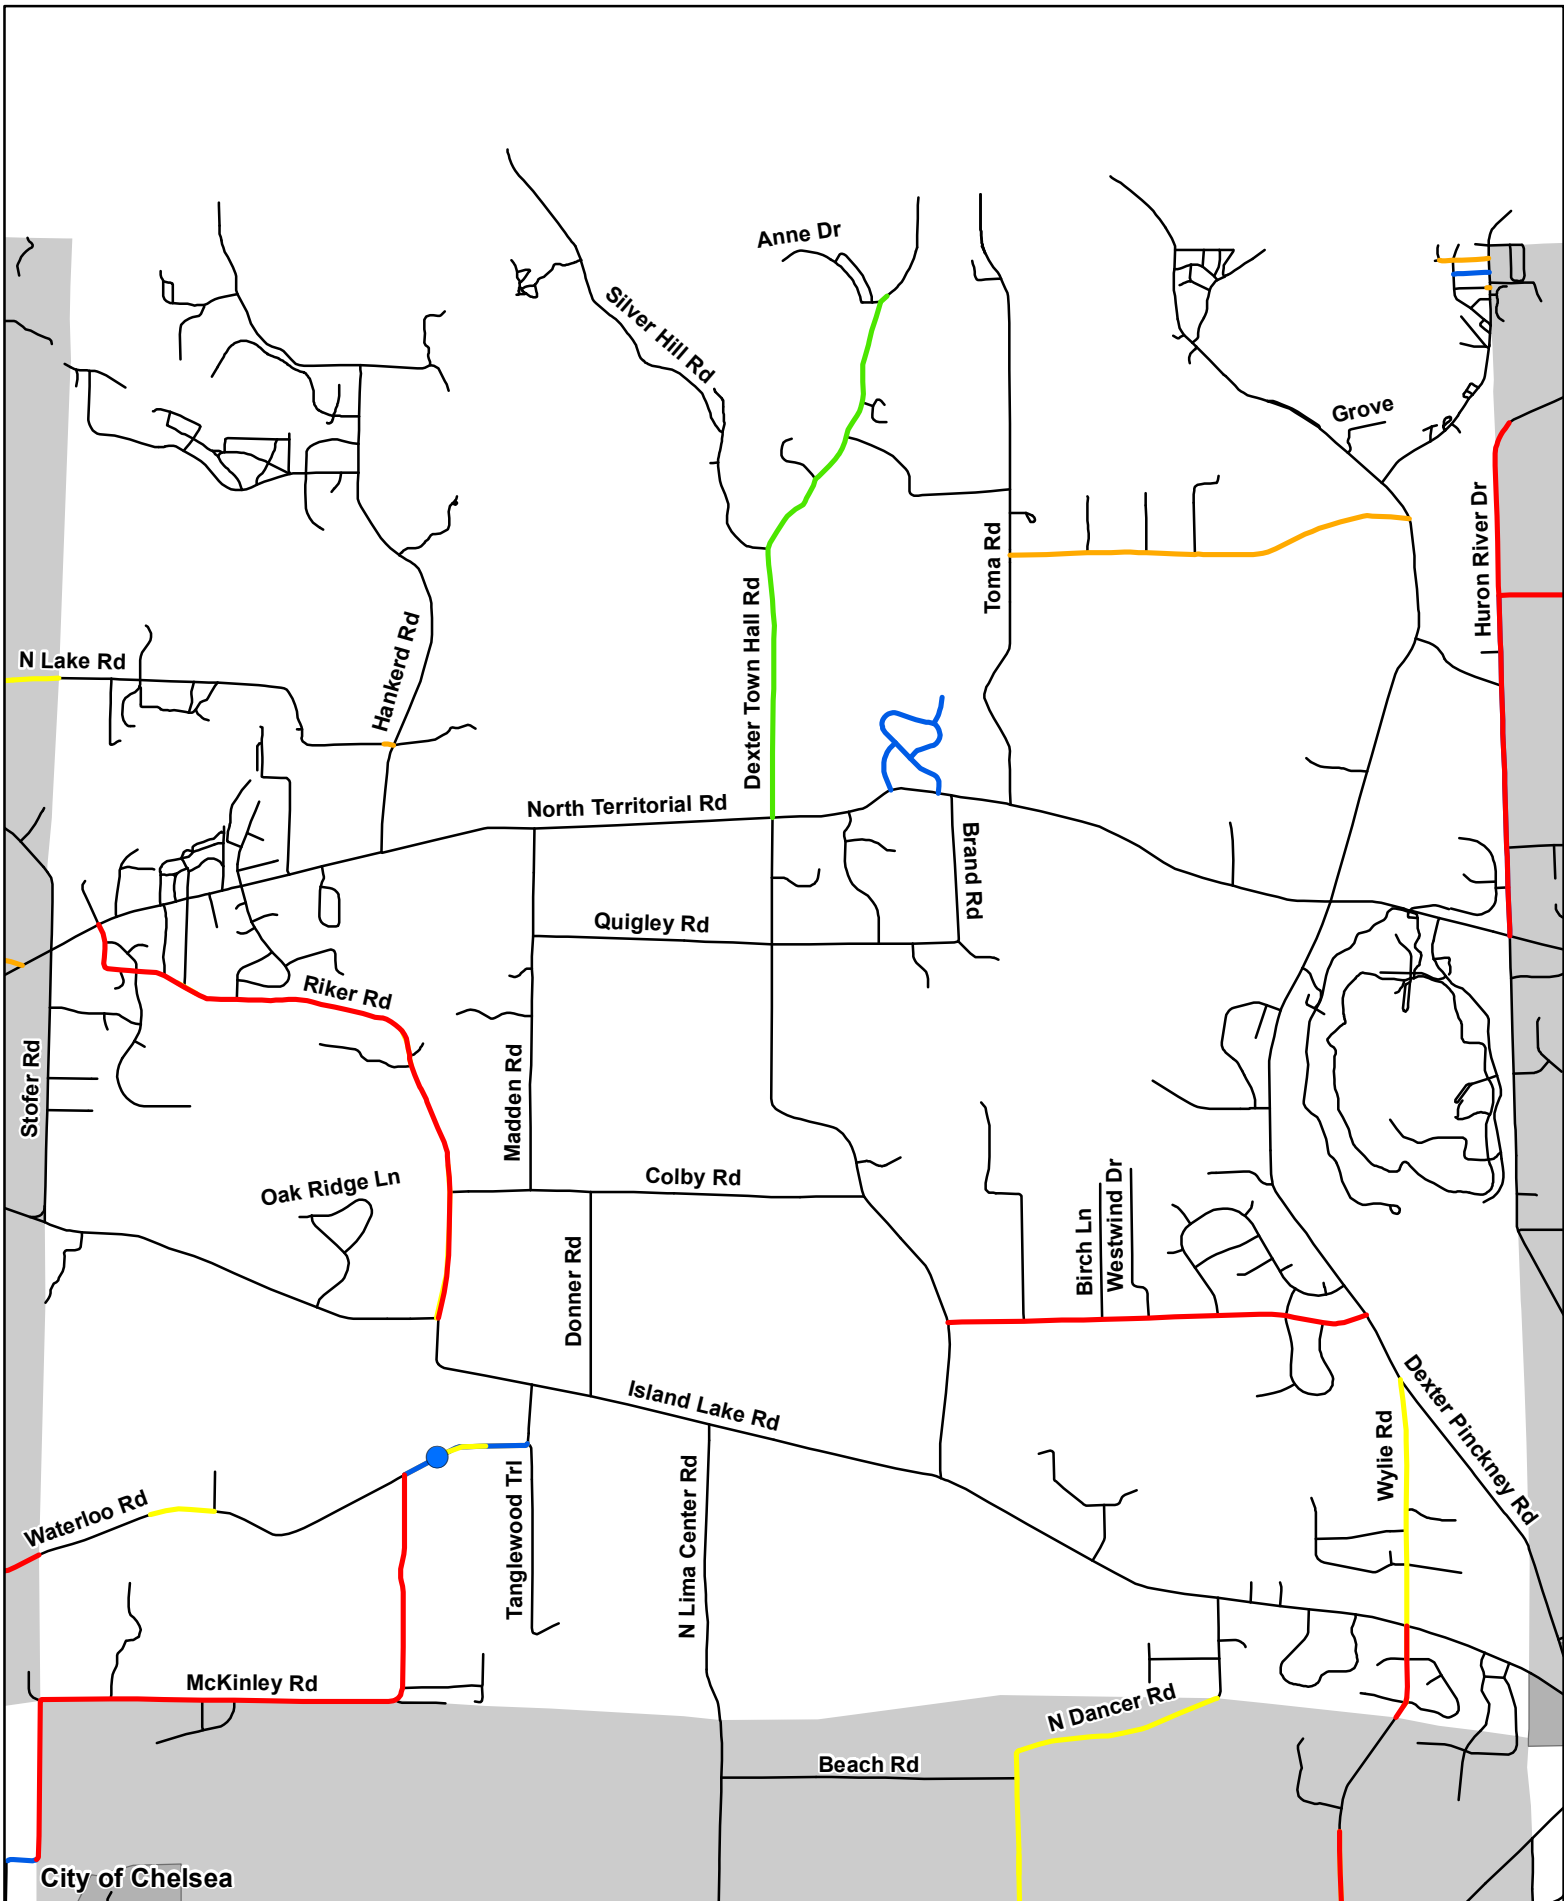 Anne Dr
Silver Hill Rd
Grove
Huron River Dr
Toma Rd
Dexter Town Hall Rd
Hankerd Rd
N Lake Rd
North Territorial Rd
Brand Rd
Quigley Rd
Riker Rd
Stofer Rd
Madden Rd
Oak Ridge Ln
Colby Rd
Birch Ln
Westwind Dr
Donner Rd
Island Lake Rd
Dexter Pinckney Rd
Wylie Rd
Waterloo Rd
Tanglewood Trl
N Lima Center Rd
McKinley Rd
N Dancer Rd
Beach Rd
City of Chelsea